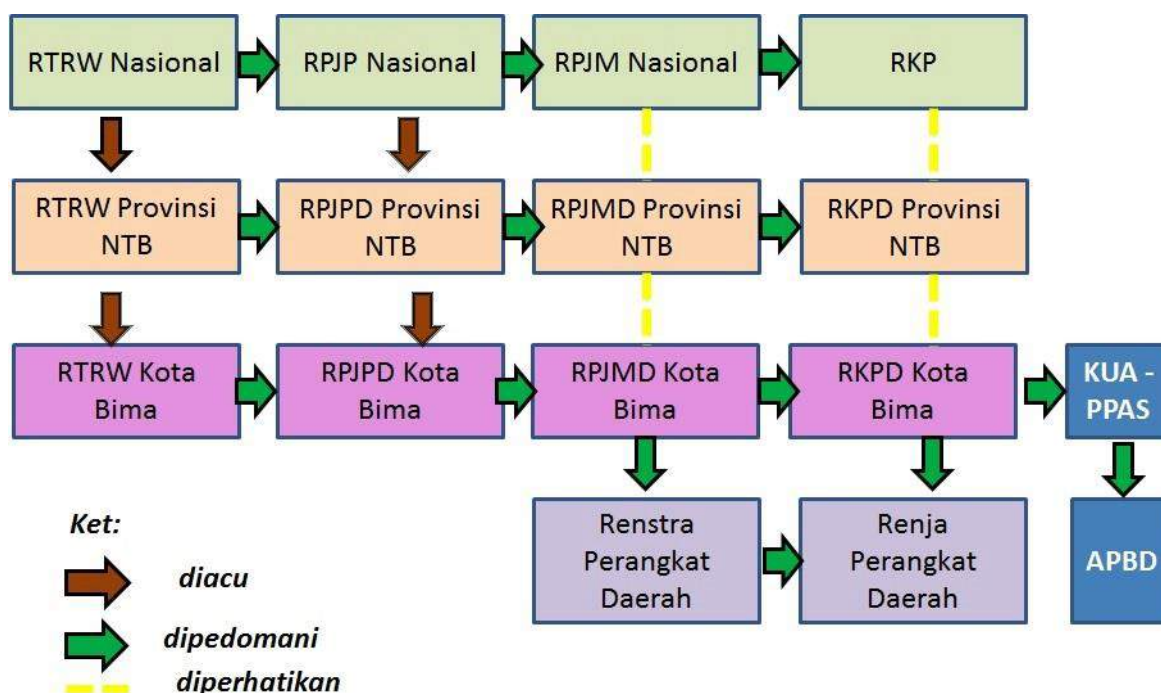 RTRW Nasional
RPJP Nasional
RPJM Nasional
RKP
RTRW Provinsi
NTB
RPJPD Provinsi
NTB
RPJMD Provinsi
NTB
RKPD Provinsi
NTB
RTRW Kota
Bima
RPJPD Kota
Bima
RPJMD Kota
Bima
RKPD Kota
Bima
KUA -
PPAS
Renstra
Perangkat
Daerah
Renja
Perangkat
Daerah
APBD
Ket:
diacu
dipedomani
diperhatikan